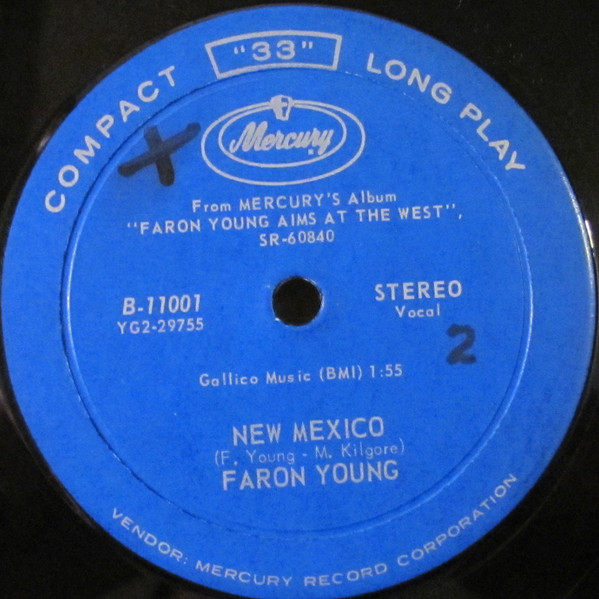 COMPACT "33" LONG PLAY
Mercury
From MERCURY'S Album
"FARON YOUNG AIMS AT THE WEST",
SR-60840
B-11001 STEREO
YG2-29755 Vocal
2
Gallico Music (BMI) 1:55
NEW MEXICO
(F. Young - M. Kilgore)
FARON YOUNG
VENDOR: MERCURY RECORD CORPORATION